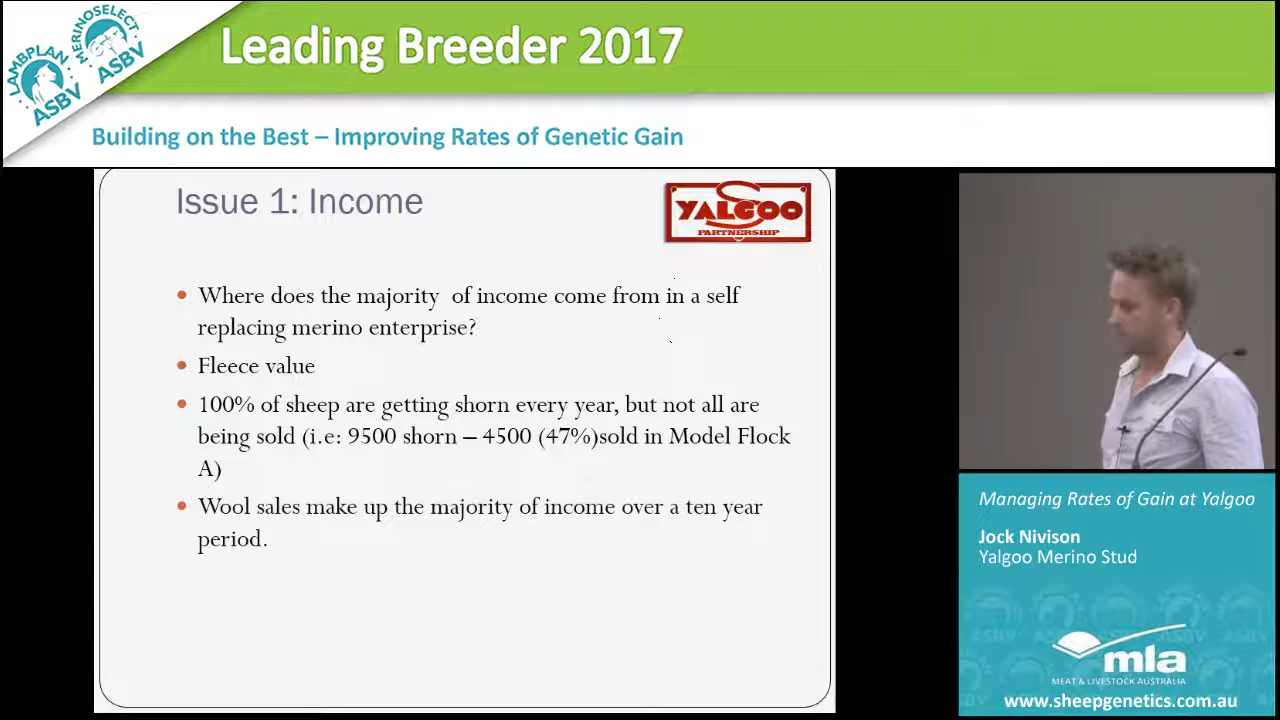 LAMBPLAN
ASBV
MERINOSELECT
ASBV
Leading Breeder 2017
Building on the Best – Improving Rates of Genetic Gain
Issue 1: Income
YALGOO
PARTNERSHIP
• Where does the majority  of income come from in a self
replacing merino enterprise?
• Fleece value
• 100% of sheep are getting shorn every year, but not all are
being sold (i.e: 9500 shorn – 4500 (47%)sold in Model Flock
A)
• Wool sales make up the majority of income over a ten year
period.
Managing Rates of Gain at Yalgoo
Jock Nivison
Yalgoo Merino Stud
mla
MEAT & LIVESTOCK AUSTRALIA
www.sheepgenetics.com.au